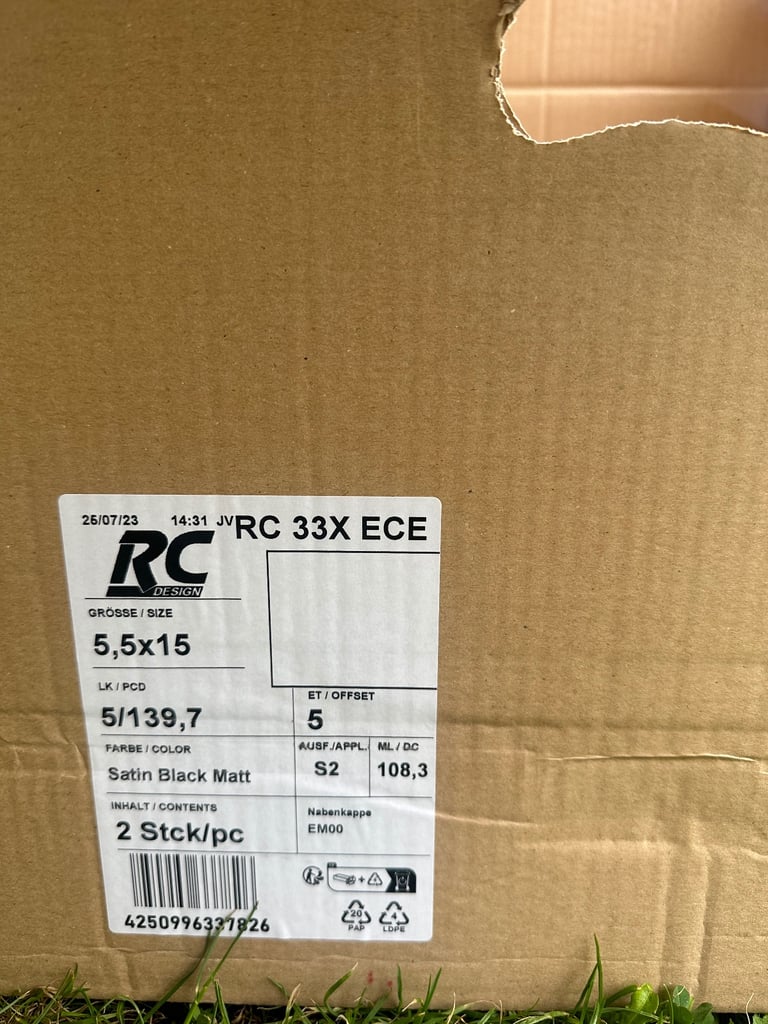 25/07/23 14:31 JV RC 33X ECE
RC
DESIGN
GRÖSSE / SIZE
5,5x15
LK / PCD
5/139,7
ET / OFFSET
5
FARBE / COLOR
Satin Black Matt
AUSF./APPL.
S2
ML / DC
108,3
INHALT / CONTENTS
2 Stck/pc
Nabenkappe
EM00
4250996337826
20
PAP
4
LDPE